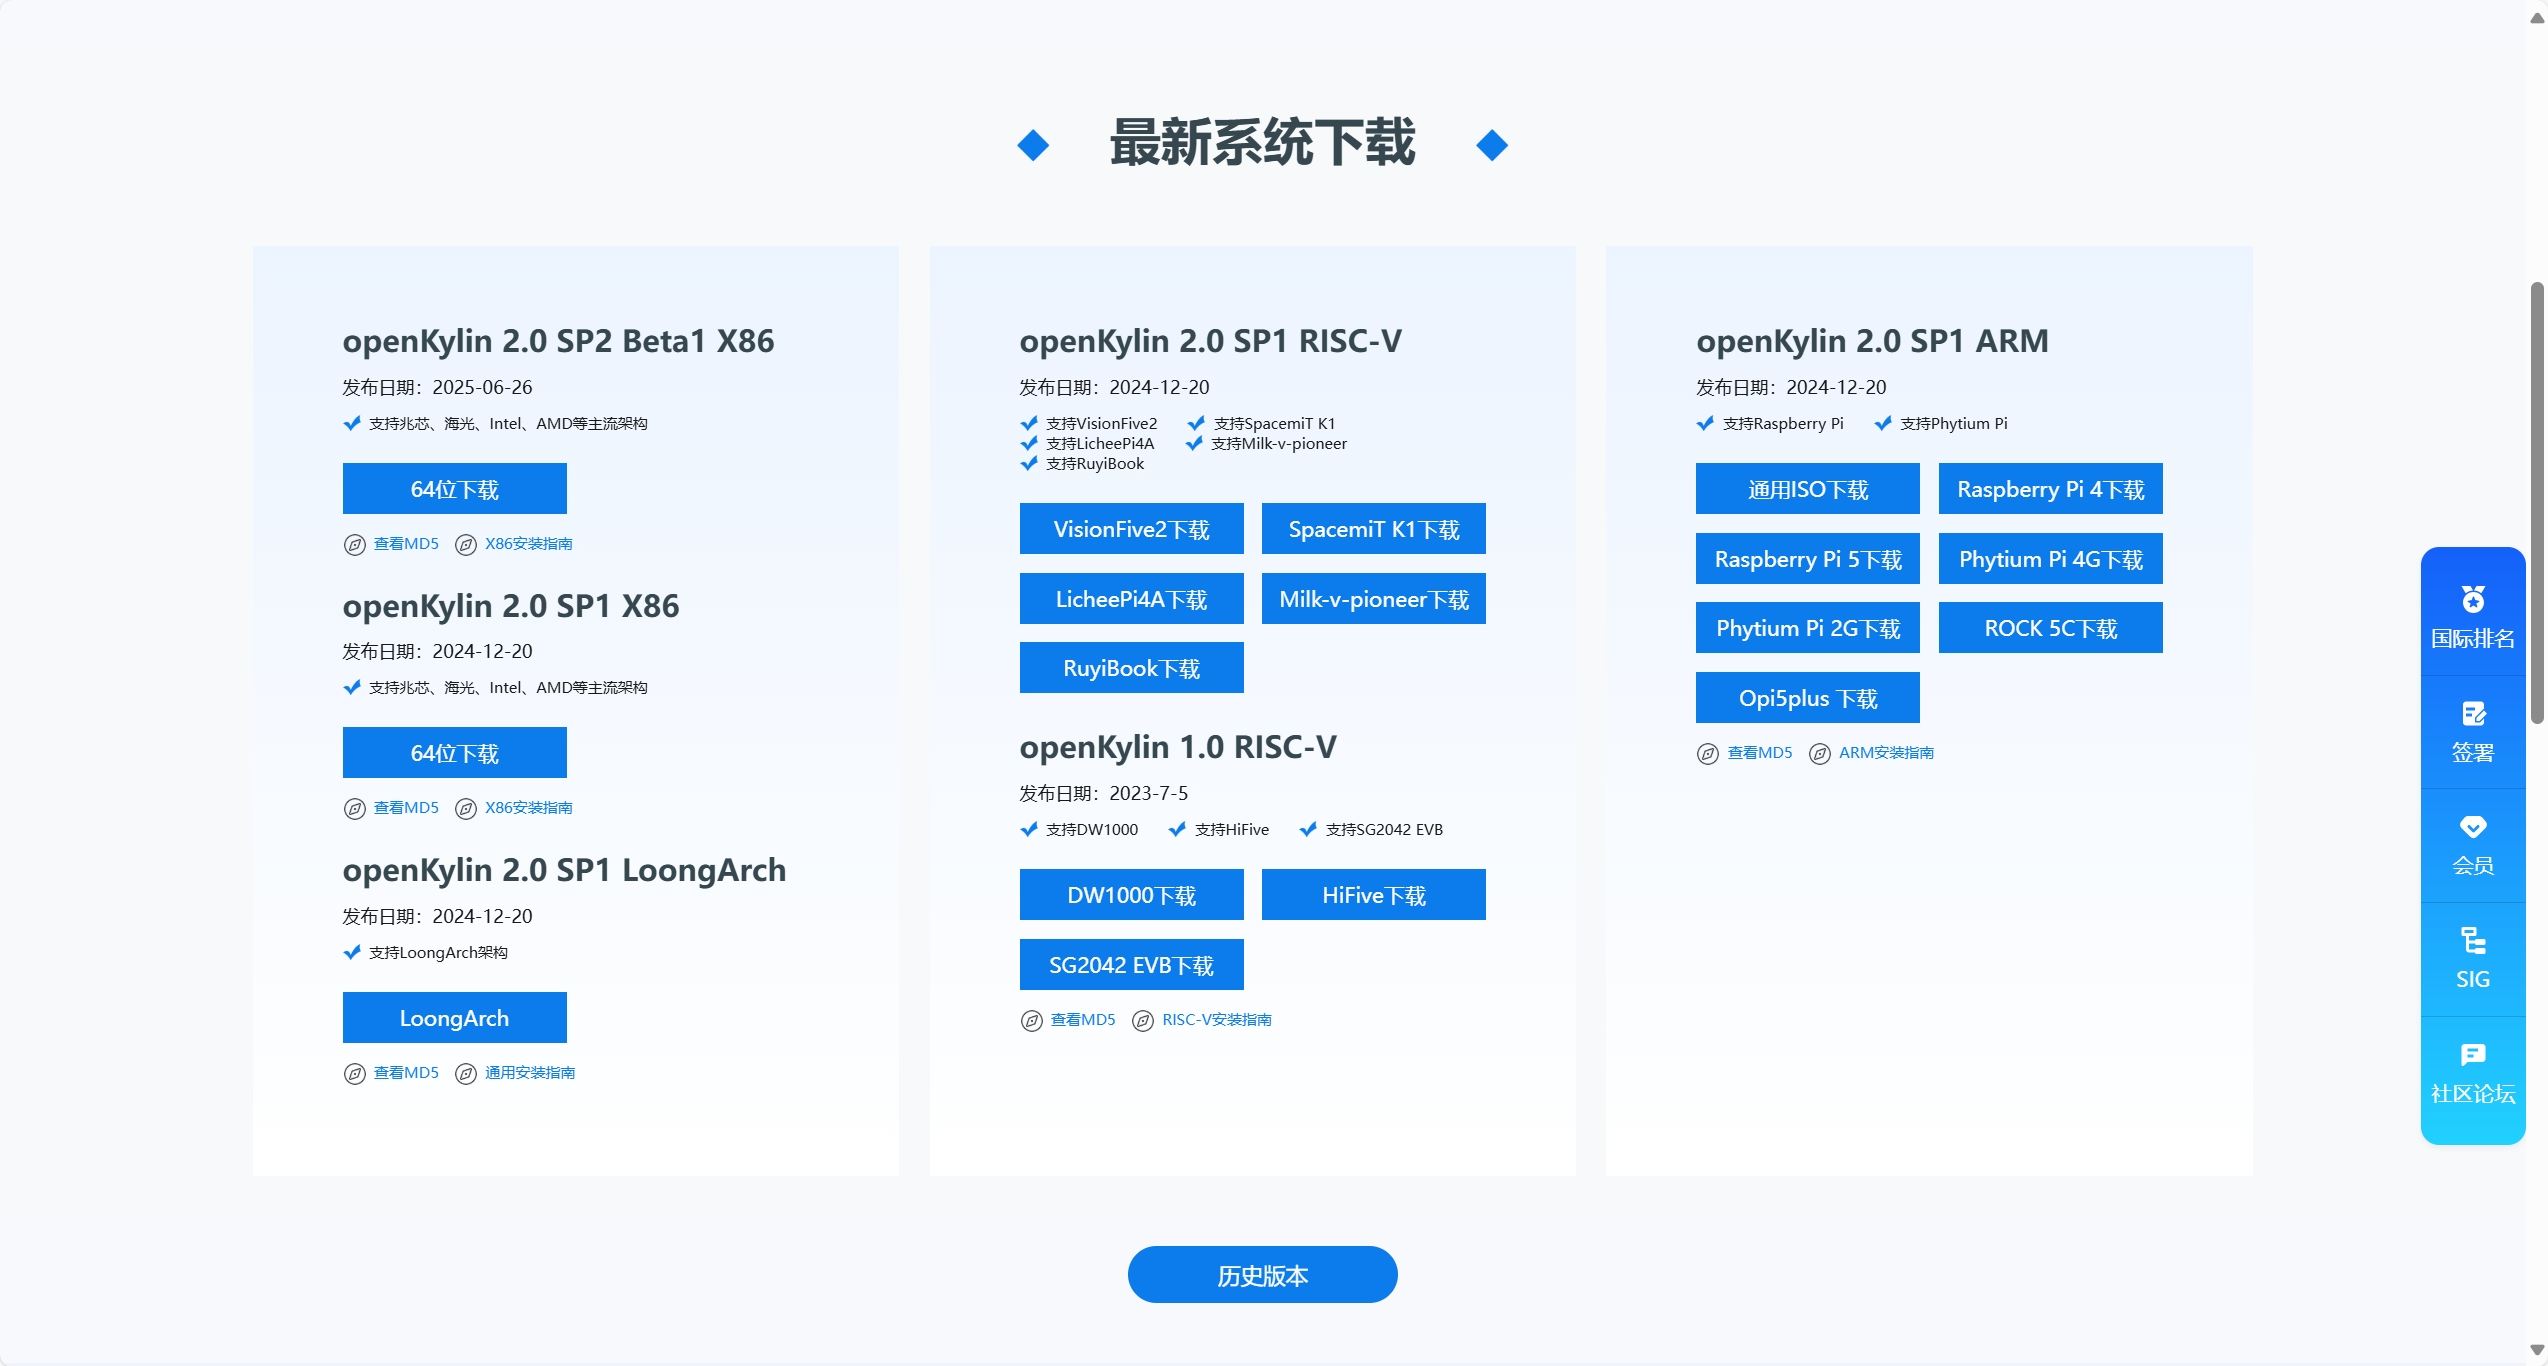 最新系统下载
openKylin 2.0 SP2 Beta1 X86
发布日期：2025-06-26
支持兆芯、海光、Intel、AMD等主流架构
64位下载
查看MD5 X86安装指南
openKylin 2.0 SP1 X86
发布日期：2024-12-20
支持兆芯、海光、Intel、AMD等主流架构
64位下载
查看MD5 X86安装指南
openKylin 2.0 SP1 LoongArch
发布日期：2024-12-20
支持LoongArch架构
LoongArch
查看MD5 通用安装指南
openKylin 2.0 SP1 RISC-V
发布日期：2024-12-20
支持VisionFive2 支持SpacemiT K1
支持LicheePi4A 支持Milk-v-pioneer
支持RuyiBook
VisionFive2下载 SpacemiT K1下载
LicheePi4A下载 Milk-v-pioneer下载
RuyiBook下载
openKylin 1.0 RISC-V
发布日期：2023-7-5
支持DW1000 支持HiFive 支持SG2042 EVB
DW1000下载 HiFive下载
SG2042 EVB下载
查看MD5 RISC-V安装指南
openKylin 2.0 SP1 ARM
发布日期：2024-12-20
支持Raspberry Pi 支持Phytium Pi
通用ISO下载 Raspberry Pi 4下载
Raspberry Pi 5下载 Phytium Pi 4G下载
Phytium Pi 2G下载 ROCK 5C下载
Opi5plus 下载
查看MD5 ARM安装指南
历史版本
国际排名
签署
会员
SIG
社区论坛